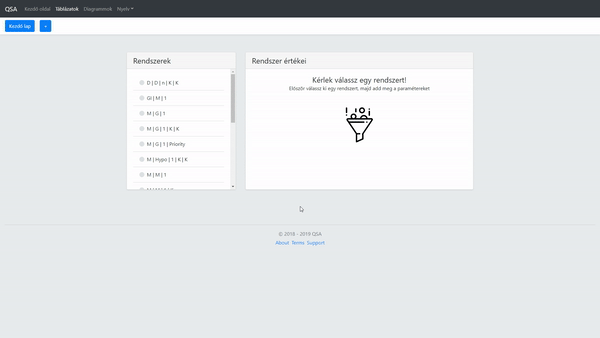 QSA Kezdő oldal Táblázatok Diagrammok Nyelv
Kezdő lap +
Rendszerek
D | D | n | K | K
GI | M | 1
M | G | 1
M | G | 1 | K | K
M | G | 1 | Priority
M | Hypo | 1 | K | K
M | M | 1
Rendszer értékei
Kérlek válassz egy rendszert!
Először válassz ki egy rendszert, majd add meg a paramétereket
© 2018 - 2019 QSA
About Terms Support